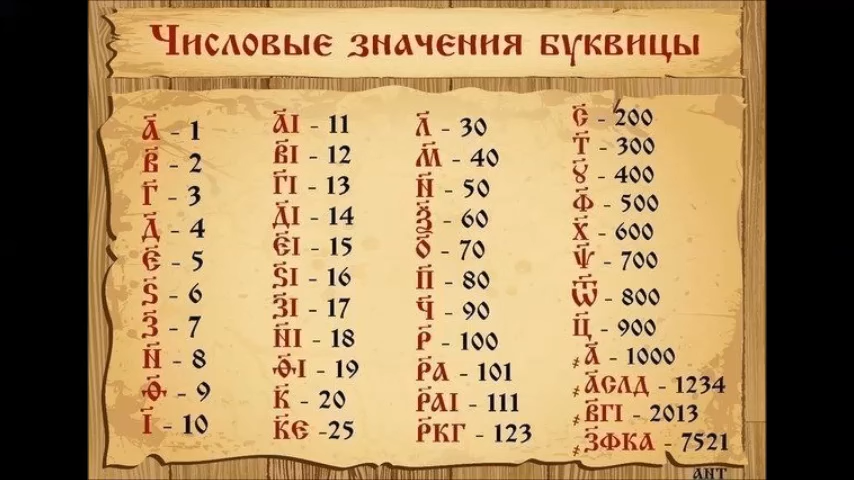 Числовые значения буквицы
А҃ - 1
В҃ - 2
Г҃ - 3
Д҃ - 4
Є҃ - 5
Ѕ҃ - 6
З҃ - 7
Н҃ - 8
Ѳ҃ - 9
І҃ - 10
А҃І - 11
В҃І - 12
Г҃І - 13
Д҃І - 14
Є҃І - 15
Ѕ҃І - 16
З҃І - 17
Н҃І - 18
Ѳ҃І - 19
К҃ - 20
К҃Є -25
Л҃ - 30
М҃ - 40
Н҃ - 50
Ѯ҃ - 60
О҃ - 70
П҃ - 80
Ч҃ - 90
Р҃ - 100
Р҃А - 101
Р҃АІ - 111
Р҃КГ - 123
С҃ - 200
Т҃ - 300
Ȣ҃ - 400
Ф҃ - 500
Х҃ - 600
Ѱ҃ - 700
Ѿ҃ - 800
Ц҃ - 900
҂А҃ - 1000
҂А҃СЛД - 1234
҂В҃ГІ - 2013
҂З҃ФКА - 7521
АНТ